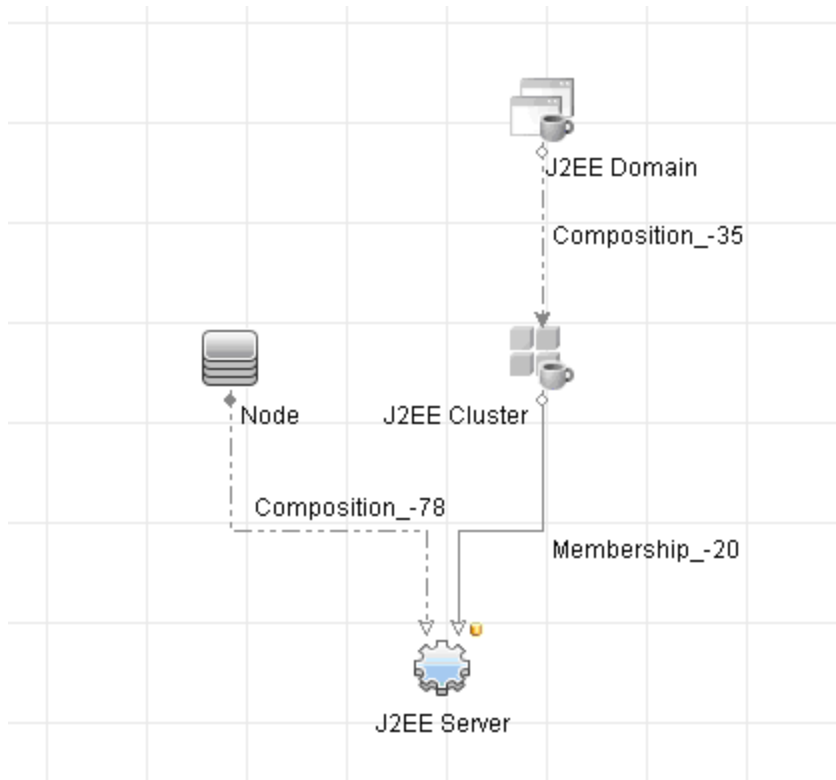 J2EE Domain
Composition_-35
Node
J2EE Cluster
Composition_-78
Membership_-20
J2EE Server